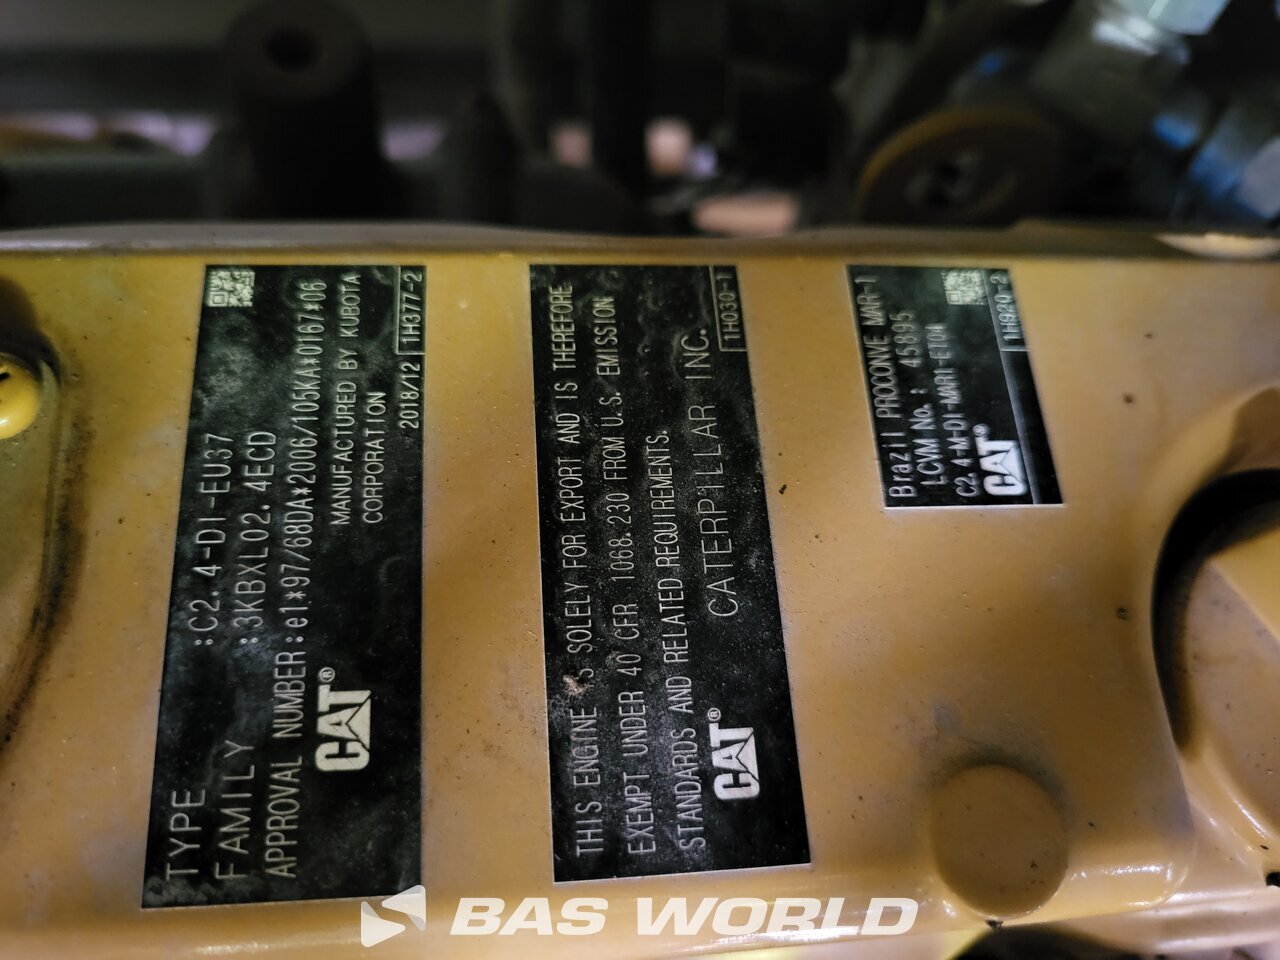 TYPE :C2.4-DI-EU37
FAMILY :3KBXL02.4ECD
APPROVAL NUMBER:e1*97/68DA*2006/105KA*0167*06
CAT®
MANUFACTURED BY KUBOTA
CORPORATION
2018/12
1H377-2
THIS ENGINE IS SOLELY FOR EXPORT AND IS THEREFORE
EXEMPT UNDER 40 CFR 1068.230 FROM U.S. EMISSION
STANDARDS AND RELATED REQUIREMENTS.
CAT®
CATERPILLAR INC.
1H030-1
Brazil PROCONVE MAR-1
LCVM No.: 45895
C2.4-M-DI-MAR1-ET04
CAT®
1H920-2
BAS WORLD